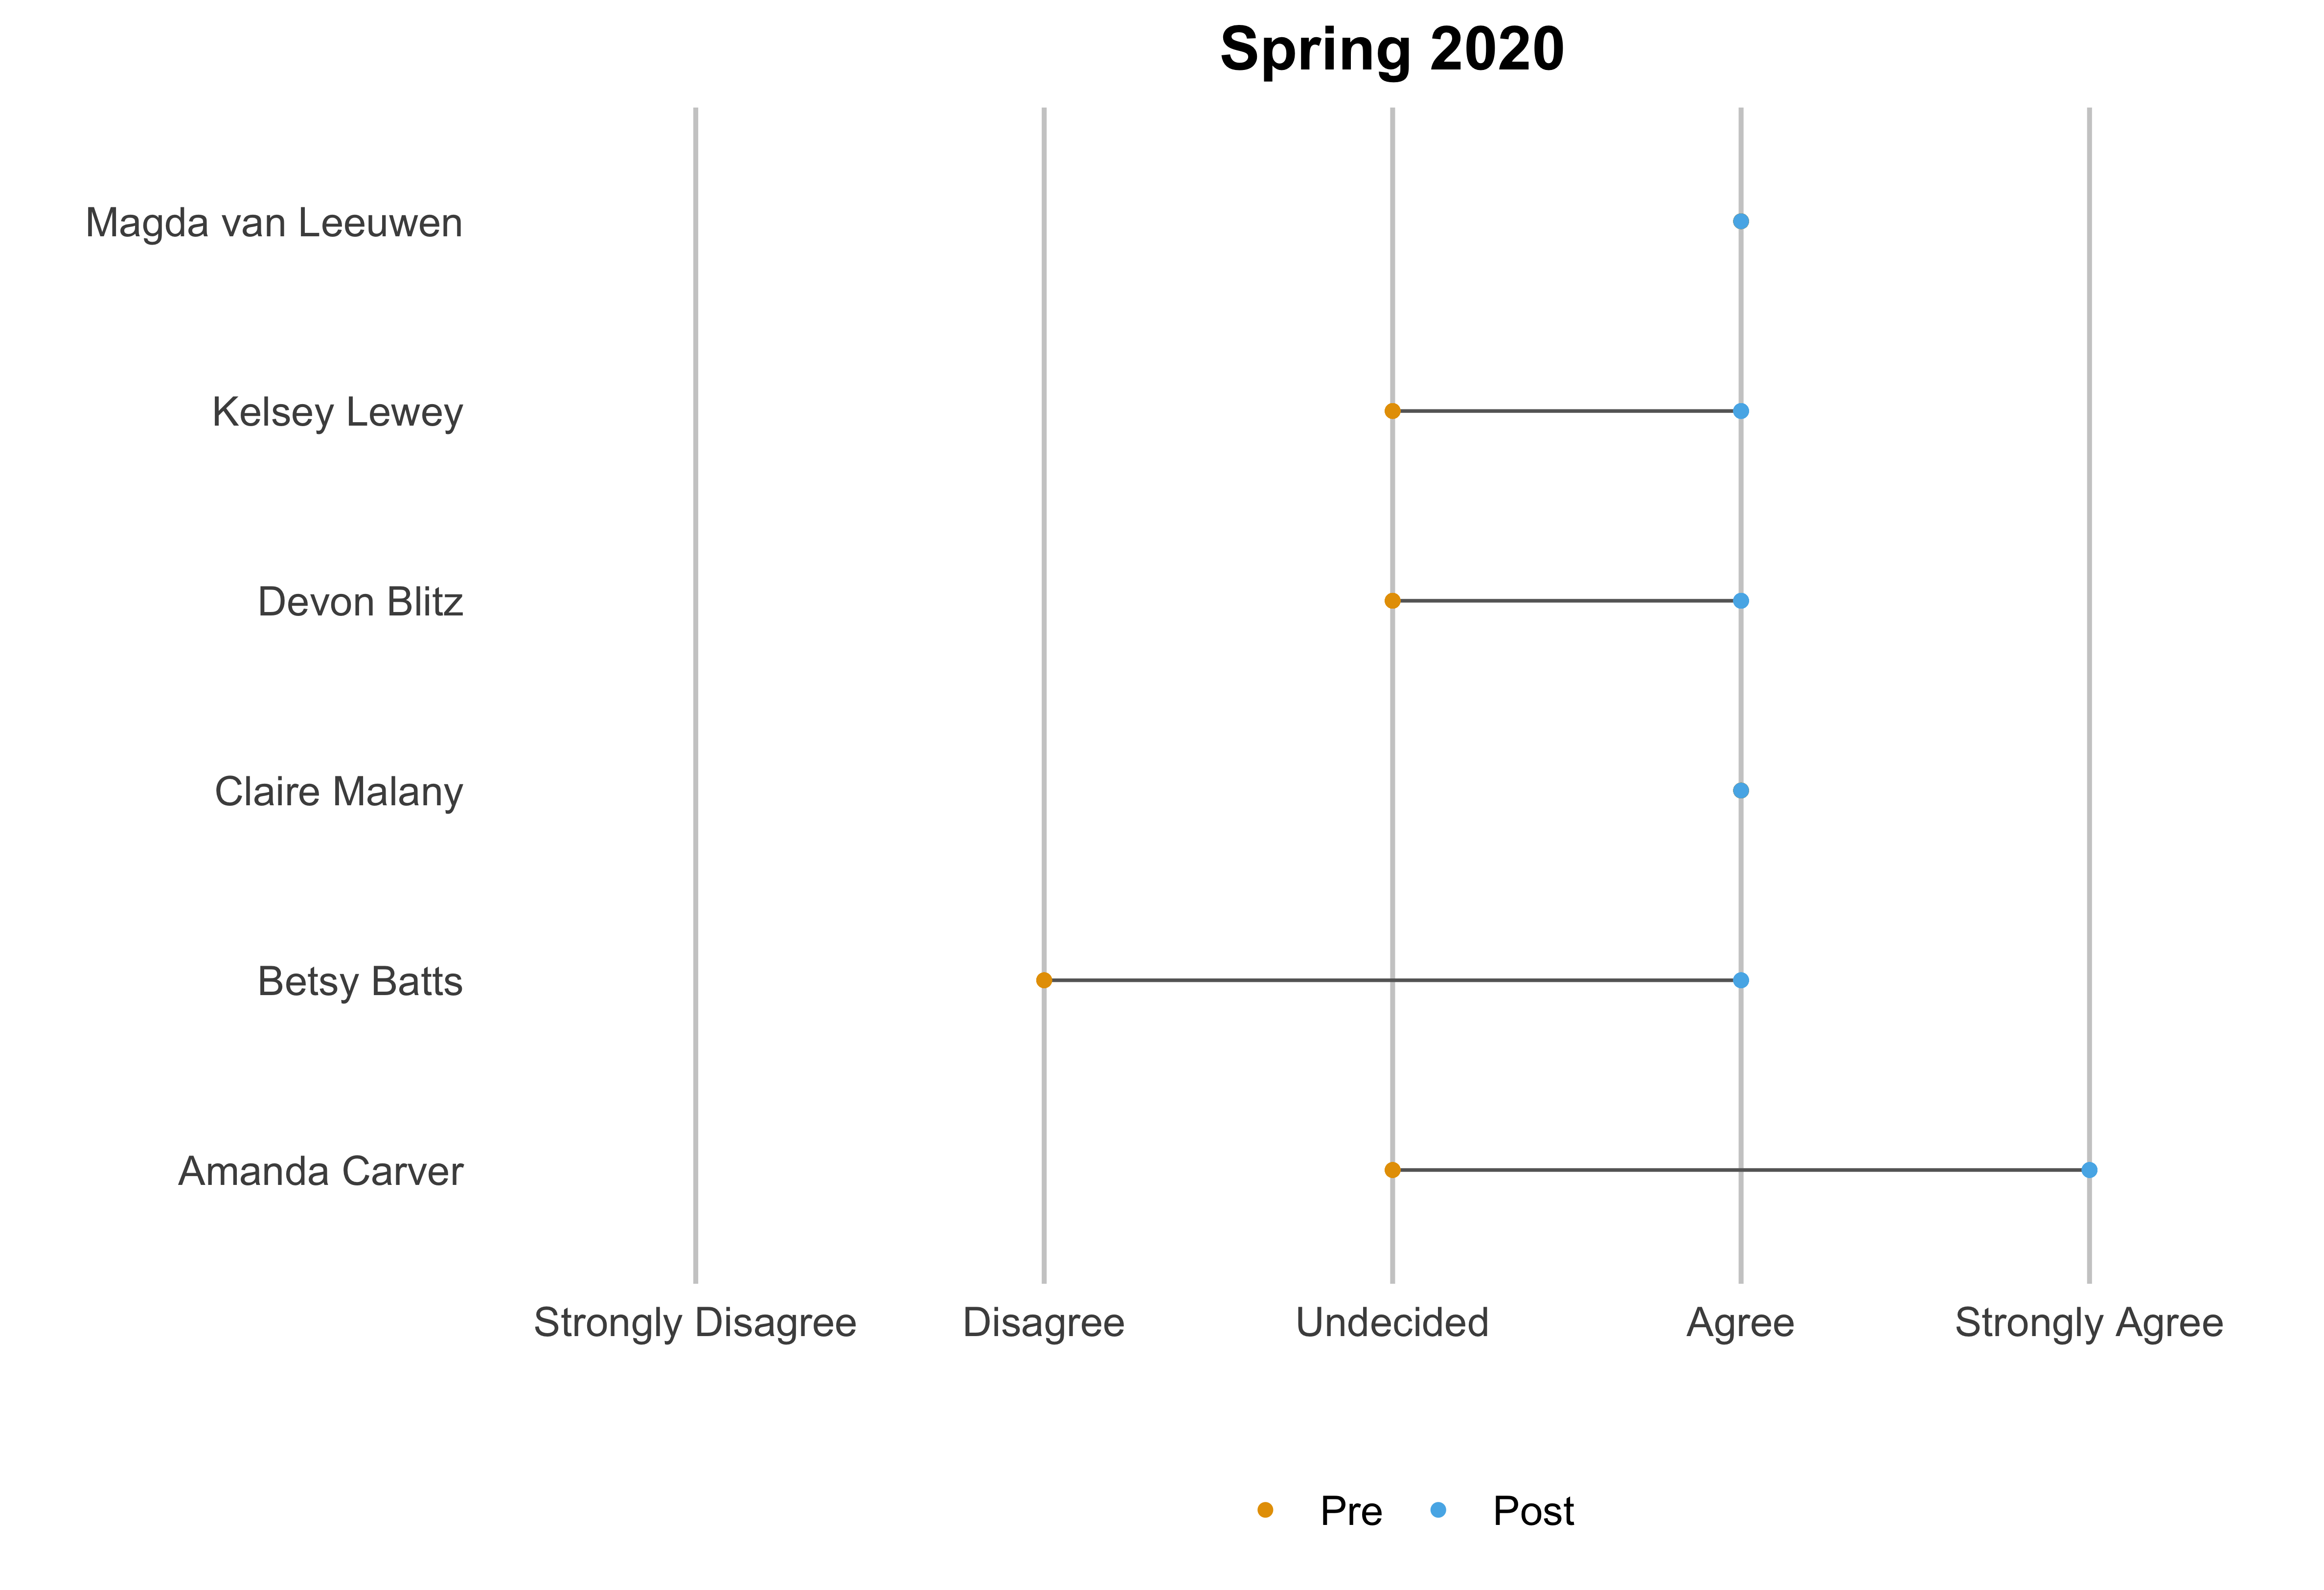 Spring 2020
Magda van Leeuwen
Kelsey Lewey
Devon Blitz
Claire Malany
Betsy Batts
Amanda Carver
Strongly Disagree Disagree Undecided Agree Strongly Agree
Pre Post